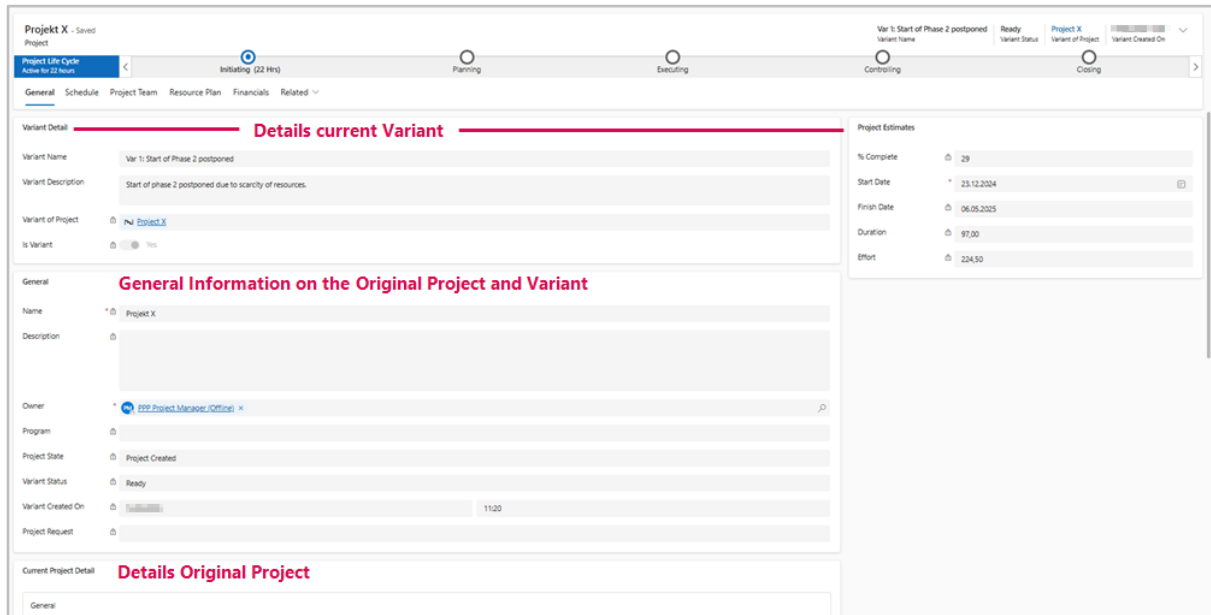 Projekt X - Saved
Project
Var 1: Start of Phase 2 postponed
Variant Name
Ready
Variant Status
Project X
Variant of Project
Variant Created On
Project Life Cycle
Active for 22 hours
Initiating (22 Hrs)
Planning
Executing
Controlling
Closing
General Schedule Project Team Resource Plan Financials Related
Variant Detail
Details current Variant
Variant Name
Var 1: Start of Phase 2 postponed
Variant Description
Start of phase 2 postponed due to scarcity of resources.
Variant of Project
Project X
Is Variant
Yes
Project Estimates
% Complete
29
Start Date *
23.12.2024
Finish Date
06.05.2025
Duration
97,00
Effort
224,50
General
General Information on the Original Project and Variant
Name *
Projekt X
Description
Owner *
PPP Project Manager (Offline) ×
Program
Project State
Project Created
Variant Status
Ready
Variant Created On
11:20
Project Request
Current Project Detail
Details Original Project
General